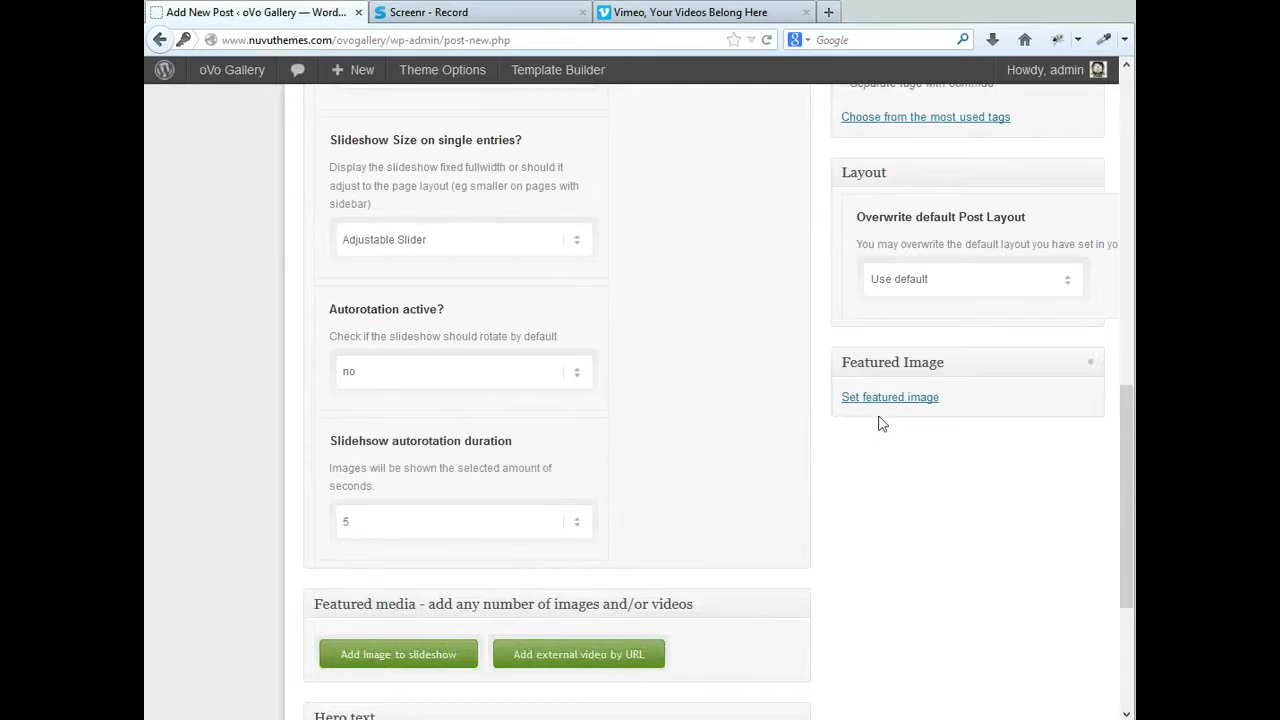 Add New Post ‹ oVo Gallery — Word...
Screenr - Record
Vimeo, Your Videos Belong Here
www.nuvuthemes.com/ovogallery/wp-admin/post-new.php
Google
oVo Gallery
New
Theme Options
Template Builder
Howdy, admin
Separate tags with commas
Choose from the most used tags
Slideshow Size on single entries?
Display the slideshow fixed fullwidth or should it
adjust to the page layout (eg smaller on pages with
sidebar)
Adjustable Slider
Layout
Overwrite default Post Layout
You may overwrite the default layout you have set in yo
Use default
Autorotation active?
Check if the slideshow should rotate by default
no
Featured Image
Set featured image
Slidehsow autorotation duration
Images will be shown the selected amount of
seconds.
5
Featured media - add any number of images and/or videos
Add Image to slideshow
Add external video by URL
Hero text